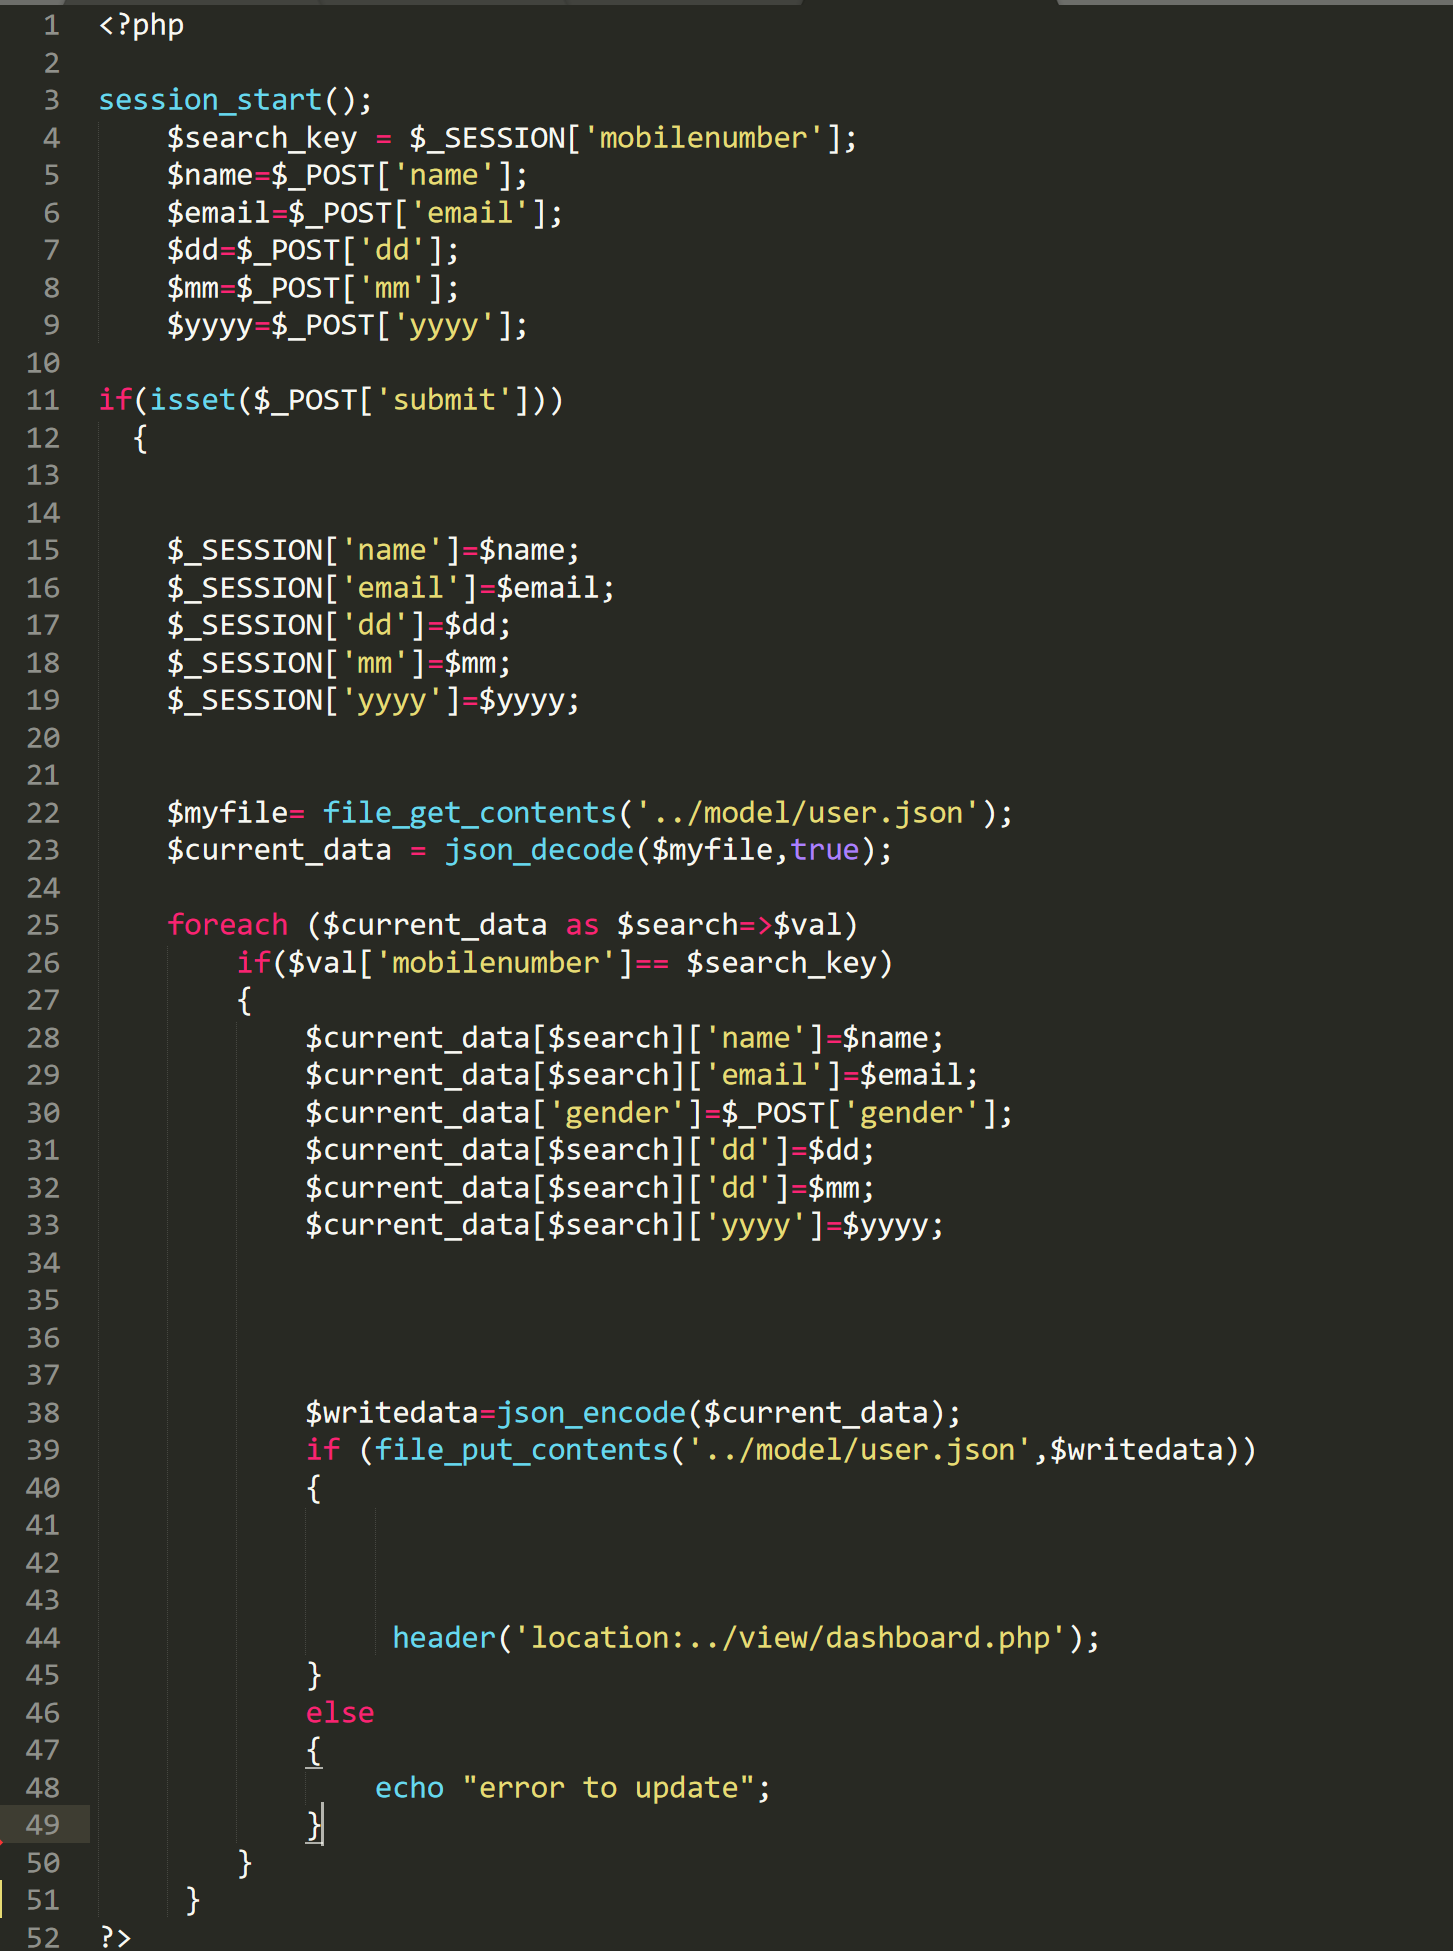 1 <?php
2
3 session_start();
4     $search_key = $_SESSION['mobilenumber'];
5     $name=$_POST['name'];
6     $email=$_POST['email'];
7     $dd=$_POST['dd'];
8     $mm=$_POST['mm'];
9     $yyyy=$_POST['yyyy'];
10
11 if(isset($_POST['submit']))
12   {
13
14
15     $_SESSION['name']=$name;
16     $_SESSION['email']=$email;
17     $_SESSION['dd']=$dd;
18     $_SESSION['mm']=$mm;
19     $_SESSION['yyyy']=$yyyy;
20
21
22     $myfile= file_get_contents('../model/user.json');
23     $current_data = json_decode($myfile,true);
24
25     foreach ($current_data as $search=>$val)
26         if($val['mobilenumber']== $search_key)
27         {
28             $current_data[$search]['name']=$name;
29             $current_data[$search]['email']=$email;
30             $current_data['gender']=$_POST['gender'];
31             $current_data[$search]['dd']=$dd;
32             $current_data[$search]['dd']=$mm;
33             $current_data[$search]['yyyy']=$yyyy;
34
35
36
37
38             $writedata=json_encode($current_data);
39             if (file_put_contents('../model/user.json',$writedata))
40             {
41
42
43
44                  header('location:../view/dashboard.php');
45             }
46             else
47             {
48                 echo "error to update";
49             }
50         }
51      }
52 ?>